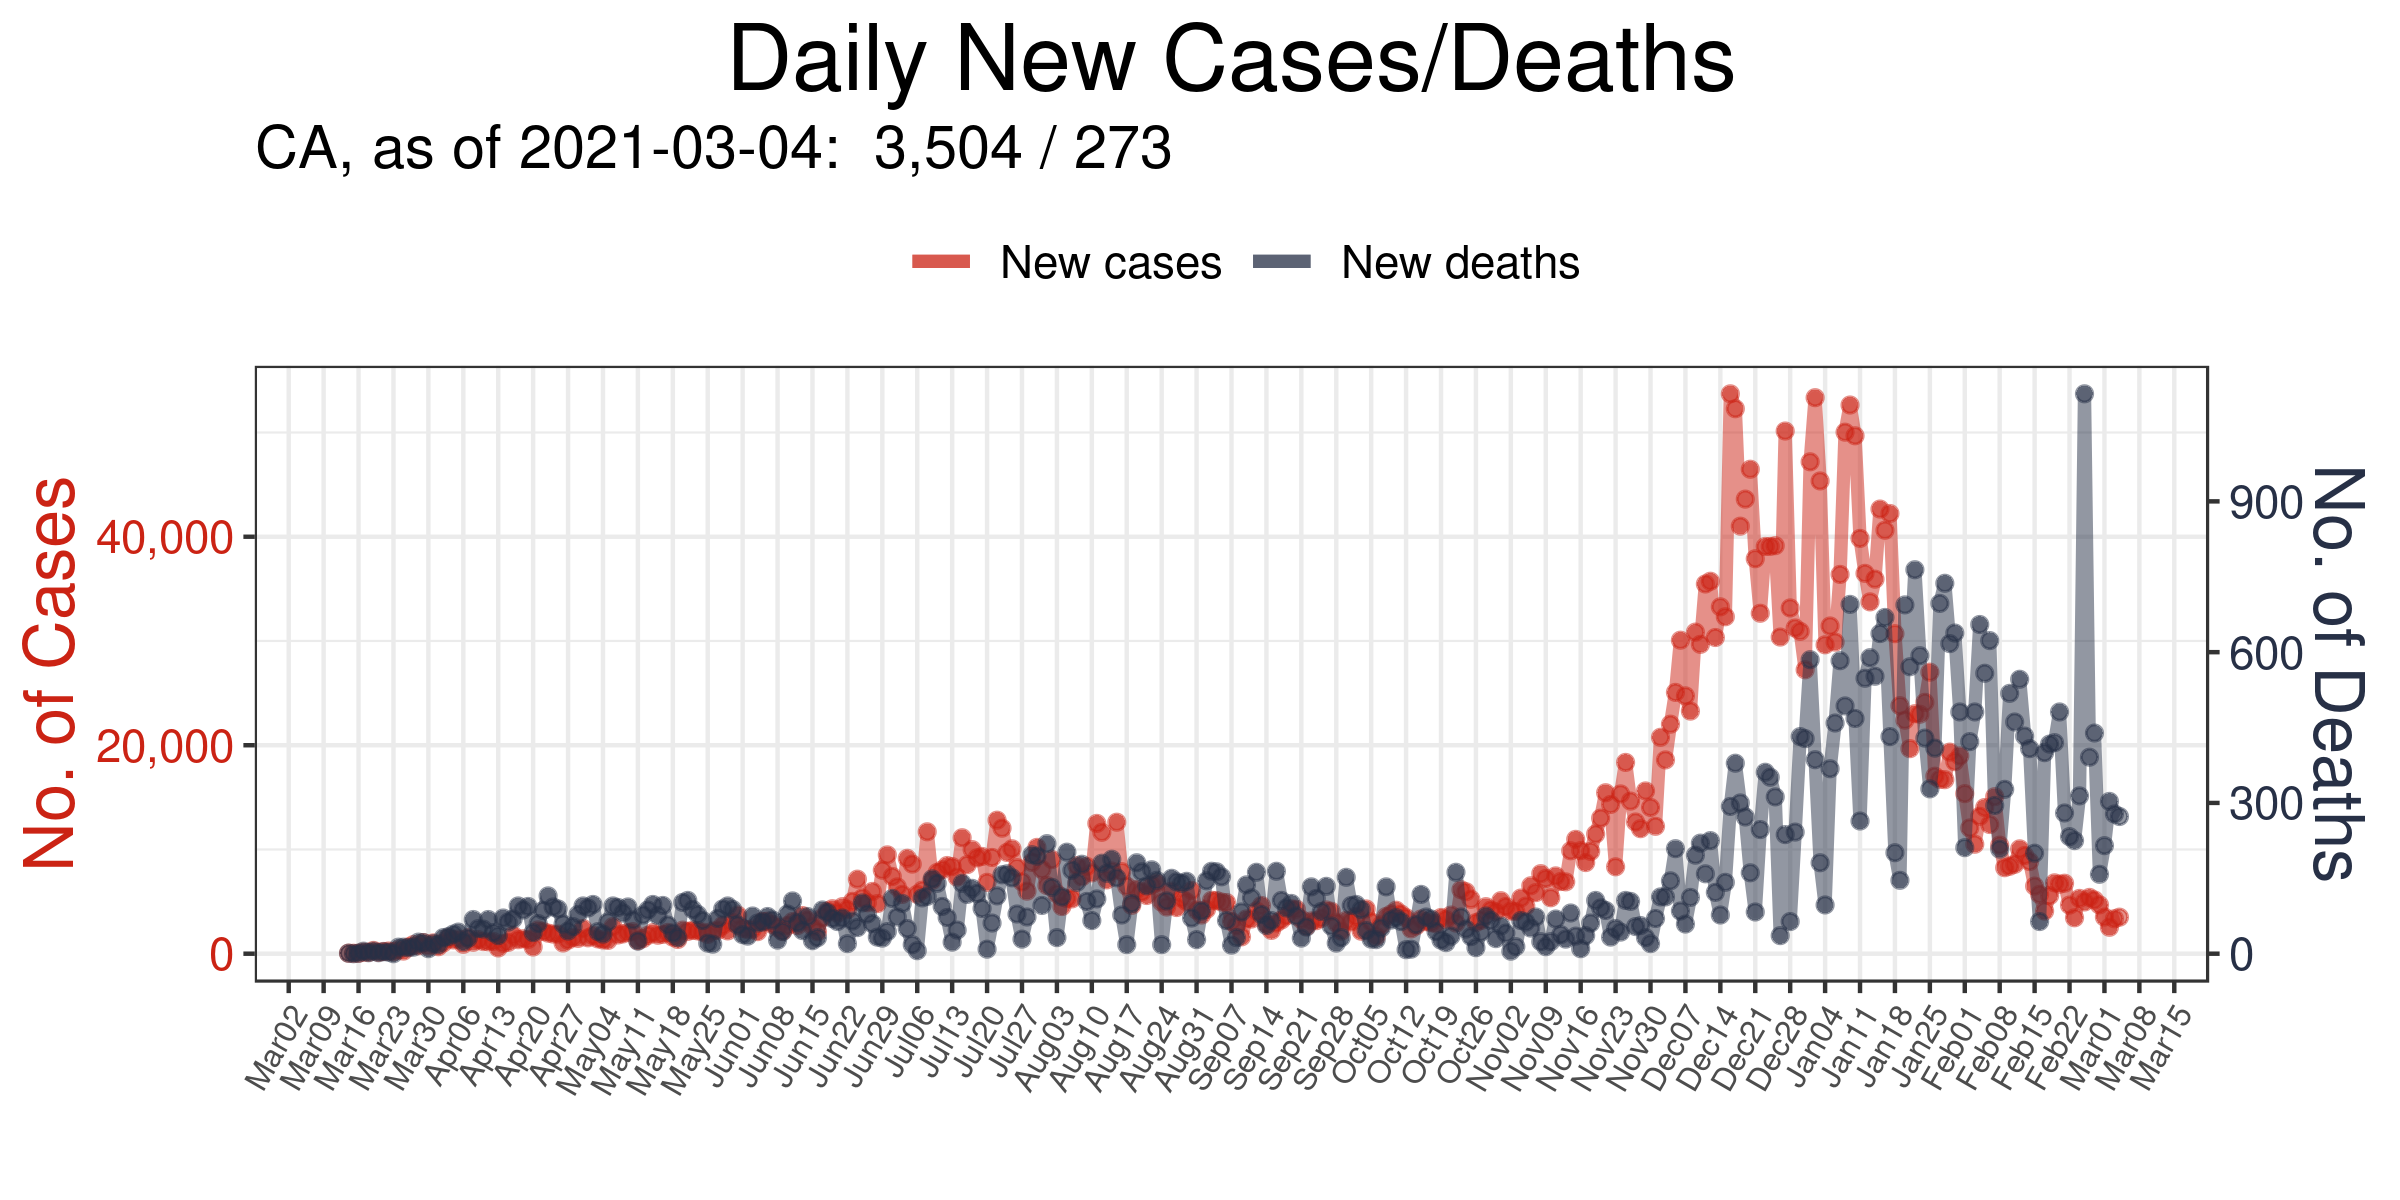 Daily New Cases/Deaths
CA, as of 2021-03-04:  3,504 / 273
New cases
New deaths
No. of Cases
40,000
20,000
0
900
600
300
0
No. of Deaths
Mar02
Mar09
Mar16
Mar23
Mar30
Apr06
Apr13
Apr20
Apr27
May04
May11
May18
May25
Jun01
Jun08
Jun15
Jun22
Jun29
Jul06
Jul13
Jul20
Jul27
Aug03
Aug10
Aug17
Aug24
Aug31
Sep07
Sep14
Sep21
Sep28
Oct05
Oct12
Oct19
Oct26
Nov02
Nov09
Nov16
Nov23
Nov30
Dec07
Dec14
Dec21
Dec28
Jan04
Jan11
Jan18
Jan25
Feb01
Feb08
Feb15
Feb22
Mar01
Mar08
Mar15